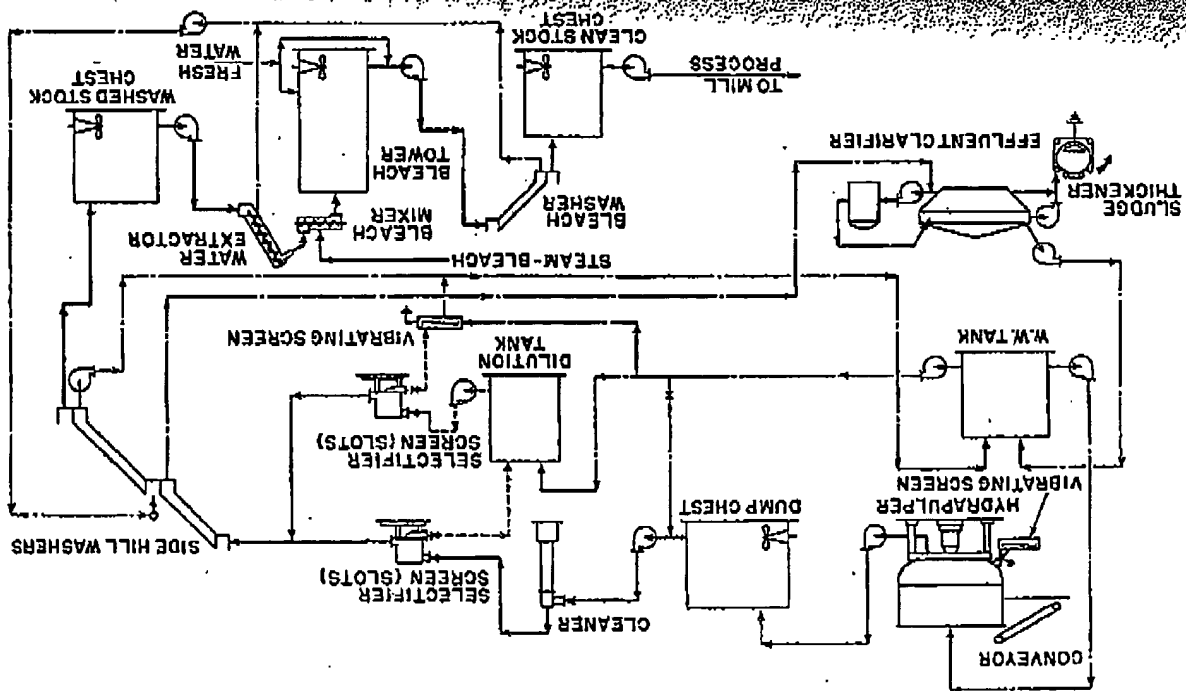 CONVEYOR
HYDRAPULPER
VIBRATING SCREEN
DUMP CHEST
CLEANER
SELECTIFIER
SCREEN (SLOTS)
SIDE HILL WASHERS
W.W. TANK
DILUTION
TANK
SELECTIFIER
SCREEN (SLOTS)
VIBRATING SCREEN
STEAM-BLEACH
WATER
EXTRACTOR
SLUDGE
THICKENER
EFFLUENT CLARIFIER
BLEACH
WASHER
BLEACH
MIXER
BLEACH
TOWER
WASHED STOCK
CHEST
TO MILL
PROCESS
CLEAN STOCK
CHEST
FRESH
WATER